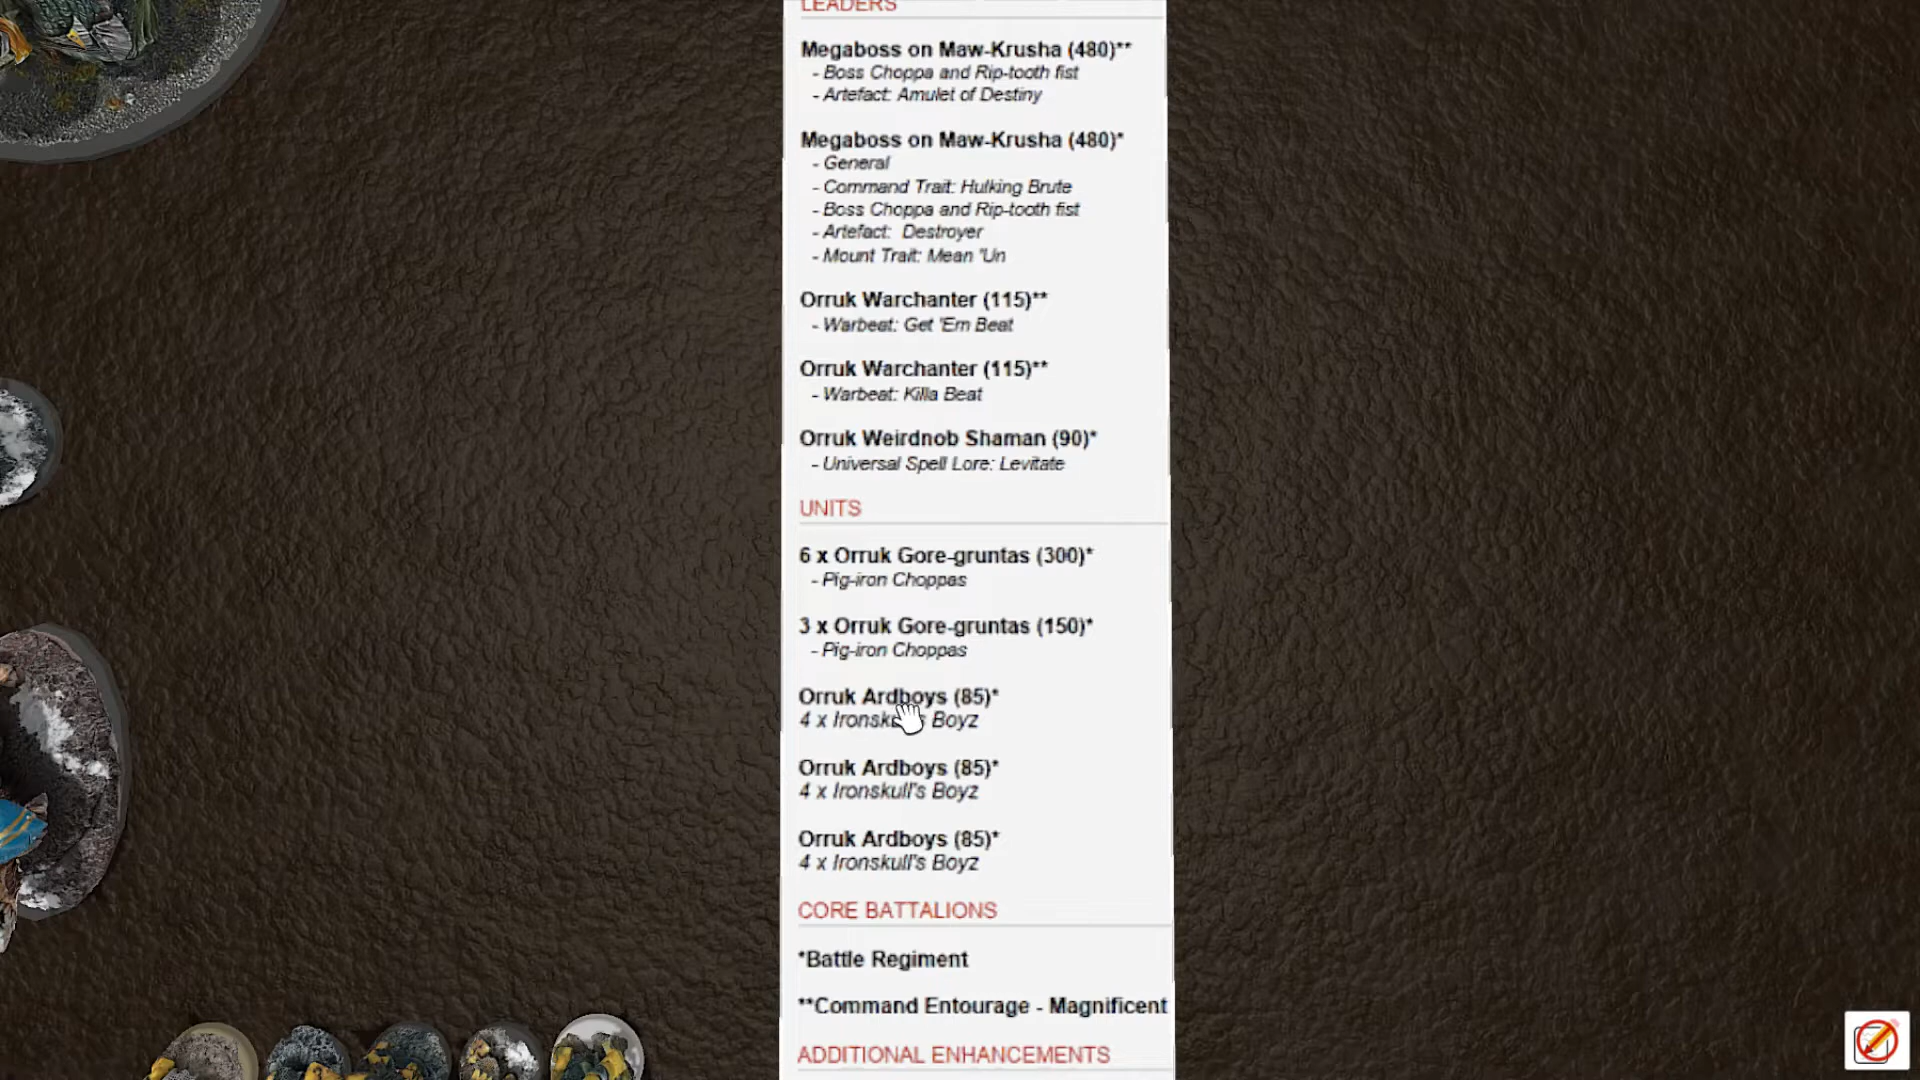 LEADERS
Megaboss on Maw-Krusha (480)**
- Boss Choppa and Rip-tooth fist
- Artefact: Amulet of Destiny
Megaboss on Maw-Krusha (480)*
- General
- Command Trait: Hulking Brute
- Boss Choppa and Rip-tooth fist
- Artefact: Destroyer
- Mount Trait: Mean 'Un
Orruk Warchanter (115)**
- Warbeat: Get 'Em Beat
Orruk Warchanter (115)**
- Warbeat: Killa Beat
Orruk Weirdnob Shaman (90)*
- Universal Spell Lore: Levitate
UNITS
6 x Orruk Gore-gruntas (300)*
- Pig-iron Choppas
3 x Orruk Gore-gruntas (150)*
- Pig-iron Choppas
Orruk Ardboys (85)*
4 x Ironskull's Boyz
Orruk Ardboys (85)*
4 x Ironskull's Boyz
Orruk Ardboys (85)*
4 x Ironskull's Boyz
CORE BATTALIONS
*Battle Regiment
**Command Entourage - Magnificent
ADDITIONAL ENHANCEMENTS